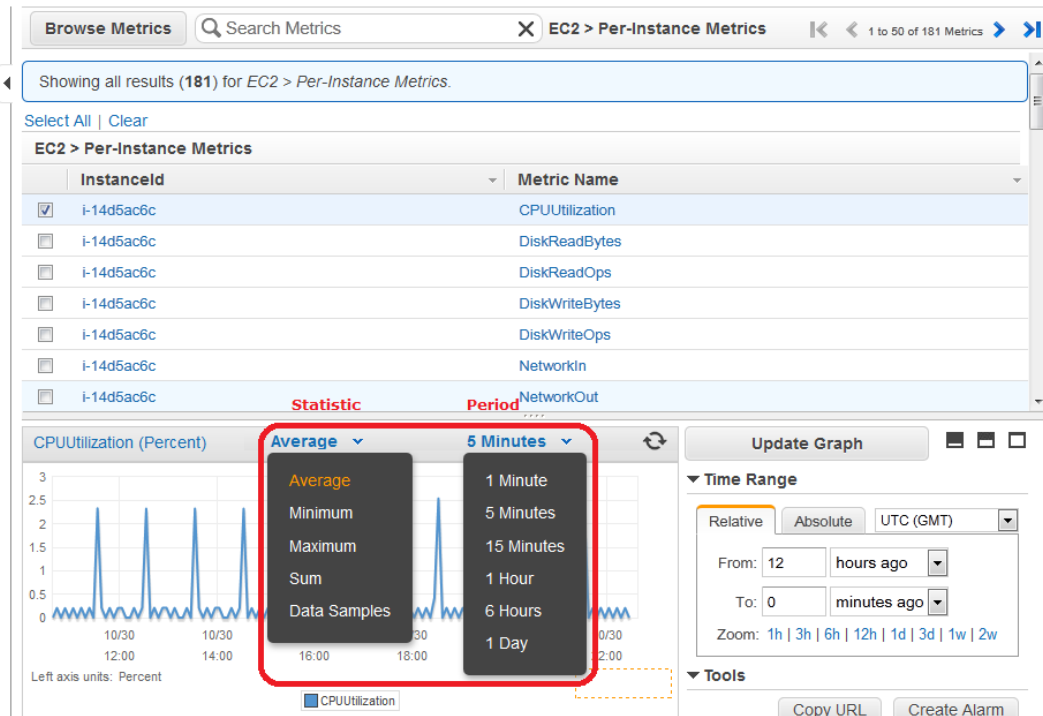 Browse Metrics Search Metrics X EC2 > Per-Instance Metrics 1 to 50 of 181 Metrics
Showing all results (181) for EC2 > Per-Instance Metrics.
Select All | Clear
EC2 > Per-Instance Metrics
InstanceId Metric Name
i-14d5ac6c CPUUtilization
i-14d5ac6c DiskReadBytes
i-14d5ac6c DiskReadOps
i-14d5ac6c DiskWriteBytes
i-14d5ac6c DiskWriteOps
i-14d5ac6c NetworkIn
i-14d5ac6c NetworkOut
Statistic Period
CPUUtilization (Percent) Average 5 Minutes
Average
Minimum
Maximum
Sum
Data Samples
1 Minute
5 Minutes
15 Minutes
1 Hour
6 Hours
1 Day
3
2.5
2
1.5
1
0.5
0
10/30 10/30 30 0/30
12:00 14:00 16:00 18:00 22:00
Left axis units: Percent
CPUUtilization
Update Graph
Time Range
Relative Absolute UTC (GMT)
From: 12 hours ago
To: 0 minutes ago
Zoom: 1h | 3h | 6h | 12h | 1d | 3d | 1w | 2w
Tools
Copy URL Create Alarm